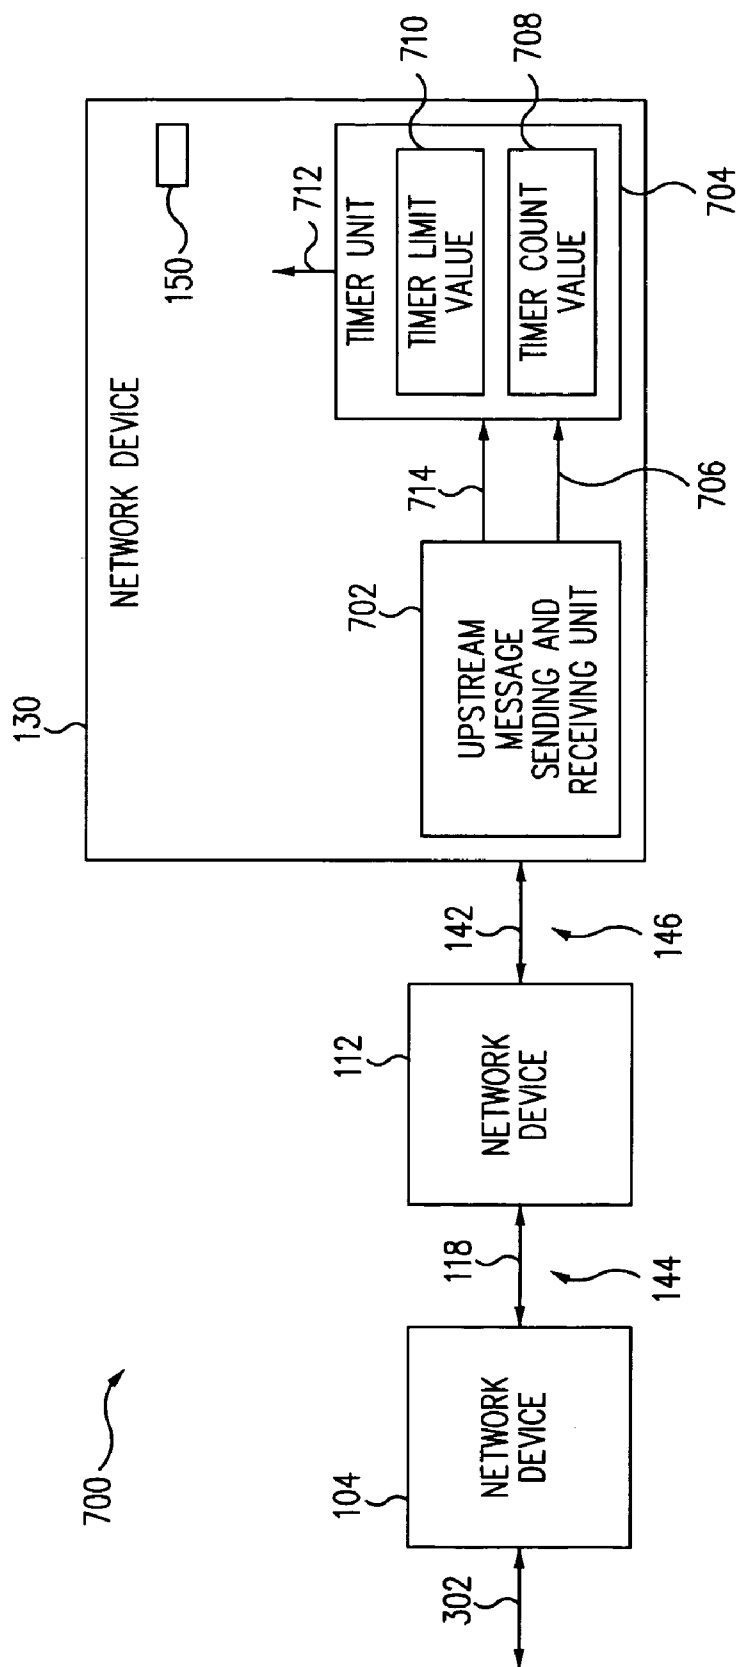 700
302
104
NETWORK
DEVICE
118
144
112
NETWORK
DEVICE
142
146
130
NETWORK DEVICE
150
702
UPSTREAM
MESSAGE
SENDING AND
RECEIVING UNIT
714
706
712
TIMER UNIT
TIMER LIMIT
VALUE
TIMER COUNT
VALUE
710
708
704